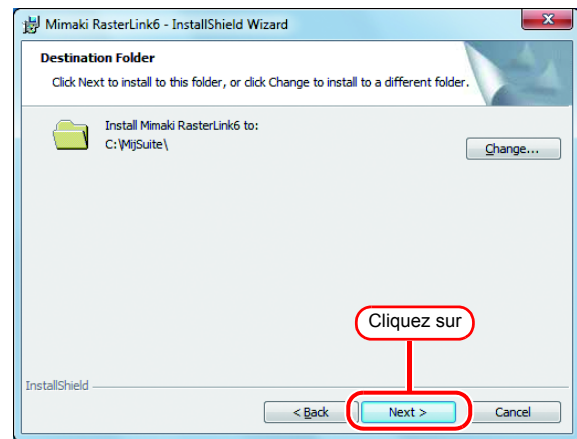 Mimaki RasterLink6 - InstallShield Wizard
Destination Folder
Click Next to install to this folder, or click Change to install to a different folder.
Install Mimaki RasterLink6 to:
C:\MijSuite\
Change...
Cliquez sur
InstallShield
< Back
Next >
Cancel